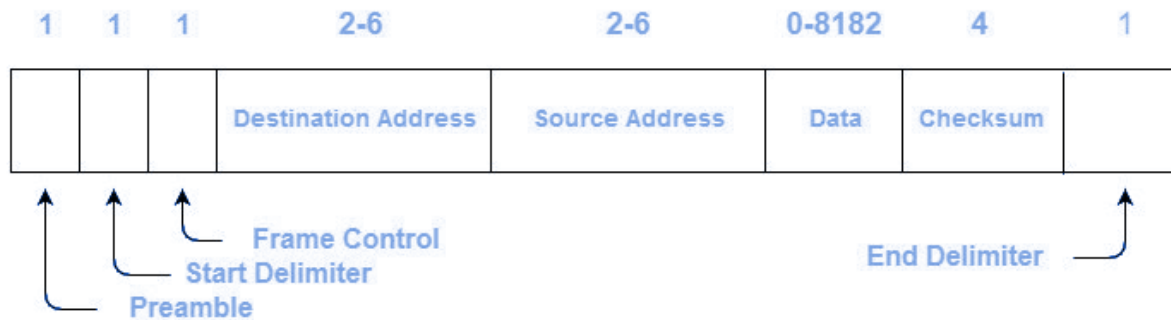 1 1 1 2-6 2-6 0-8182 4 1
Destination Address Source Address Data Checksum
Frame Control
End Delimiter
Start Delimiter
Preamble